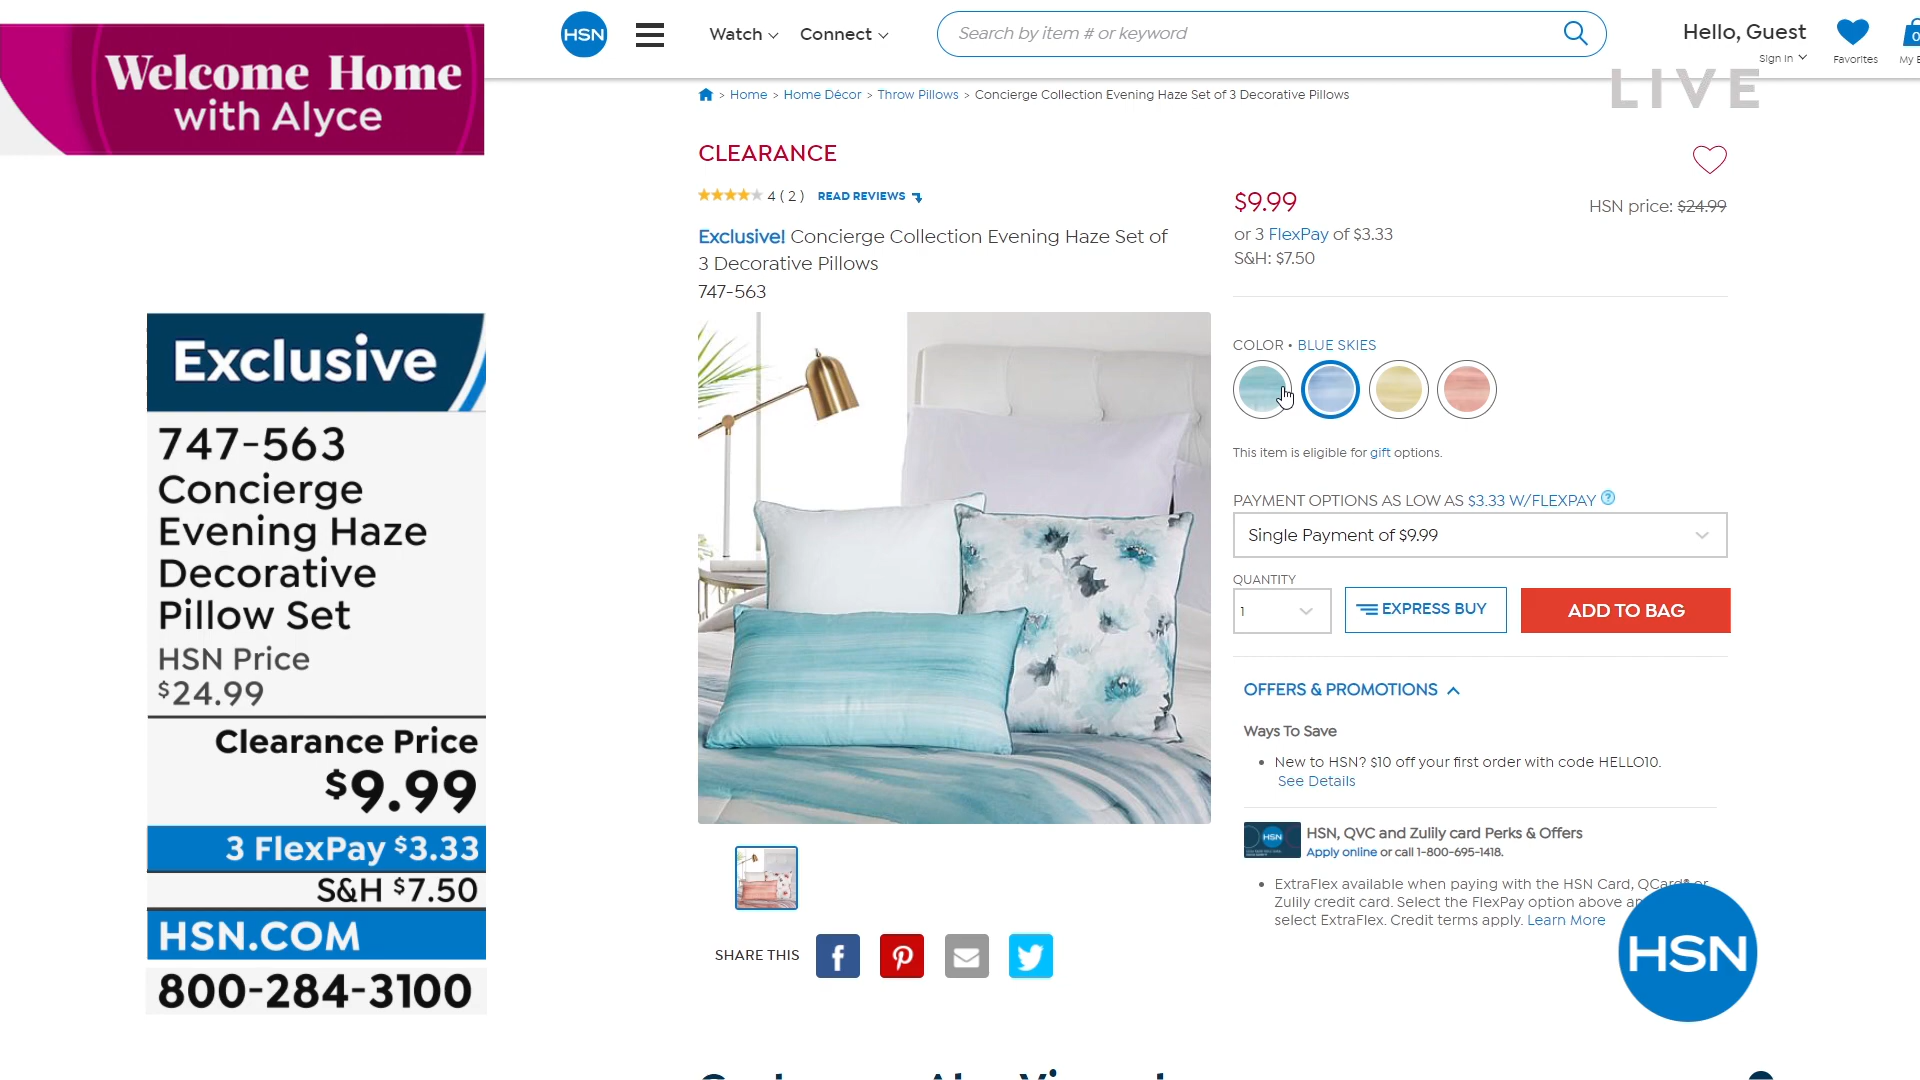 Welcome Home
with Alyce
Exclusive
747-563
Concierge
Evening Haze
Decorative
Pillow Set
HSN Price
$24.99
Clearance Price
$9.99
3 FlexPay $3.33
S&H $7.50
HSN.COM
800-284-3100
HSN
Watch
Connect
Search by item # or keyword
Hello, Guest
Sign In
Favorites
0
LIVE
> Home > Home Décor > Throw Pillows > Concierge Collection Evening Haze Set of 3 Decorative Pillows
CLEARANCE
4 ( 2 ) READ REVIEWS
Exclusive! Concierge Collection Evening Haze Set of
3 Decorative Pillows
747-563
SHARE THIS
$9.99
HSN price: $24.99
or 3 FlexPay of $3.33
S&H: $7.50
COLOR • BLUE SKIES
This item is eligible for gift options.
PAYMENT OPTIONS AS LOW AS $3.33 W/FLEXPAY ?
Single Payment of $9.99
QUANTITY
1
EXPRESS BUY
ADD TO BAG
OFFERS & PROMOTIONS
Ways To Save
• New to HSN? $10 off your first order with code HELLO10.
See Details
HSN
HSN, QVC and Zulily card Perks & Offers
Apply online or call 1-800-695-1418.
• ExtraFlex available when paying with the HSN Card, QCard® or
Zulily credit card. Select the FlexPay option above
select ExtraFlex. Credit terms apply. Learn More
HSN